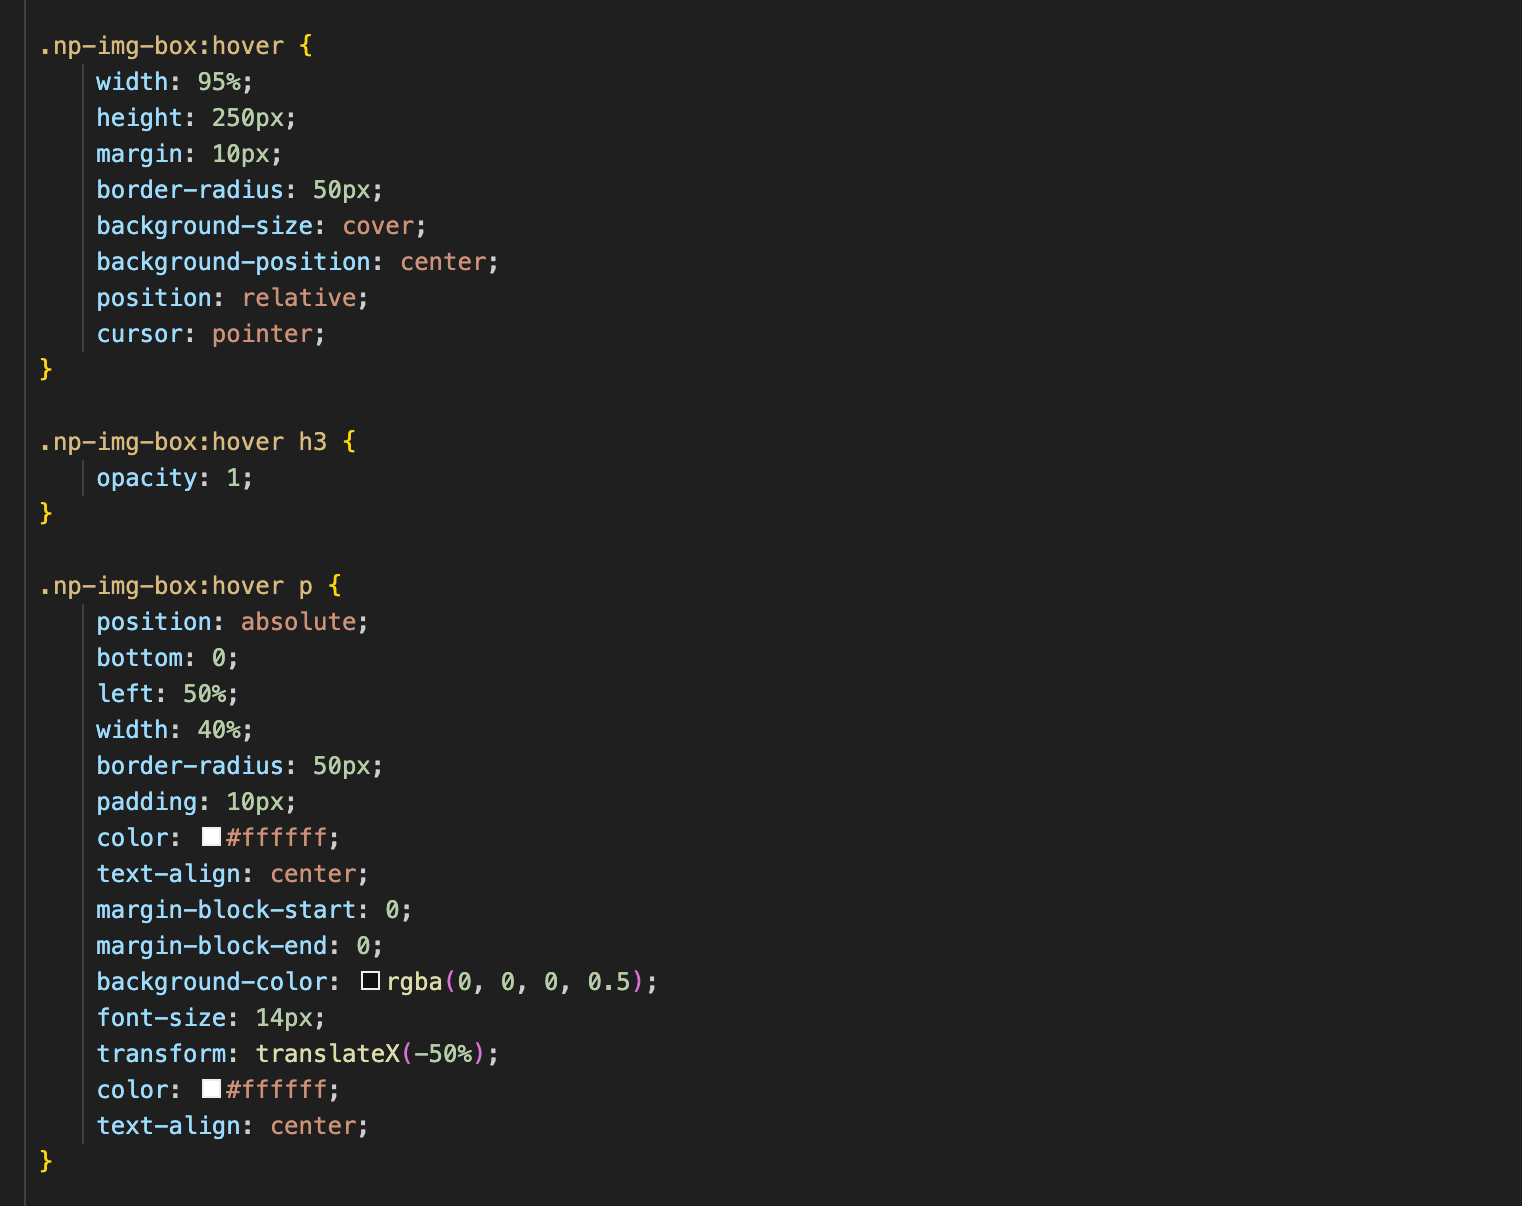 .np-img-box:hover {
    width: 95%;
    height: 250px;
    margin: 10px;
    border-radius: 50px;
    background-size: cover;
    background-position: center;
    position: relative;
    cursor: pointer;
}

.np-img-box:hover h3 {
    opacity: 1;
}

.np-img-box:hover p {
    position: absolute;
    bottom: 0;
    left: 50%;
    width: 40%;
    border-radius: 50px;
    padding: 10px;
    color: #ffffff;
    text-align: center;
    margin-block-start: 0;
    margin-block-end: 0;
    background-color: rgba(0, 0, 0, 0.5);
    font-size: 14px;
    transform: translateX(-50%);
    color: #ffffff;
    text-align: center;
}